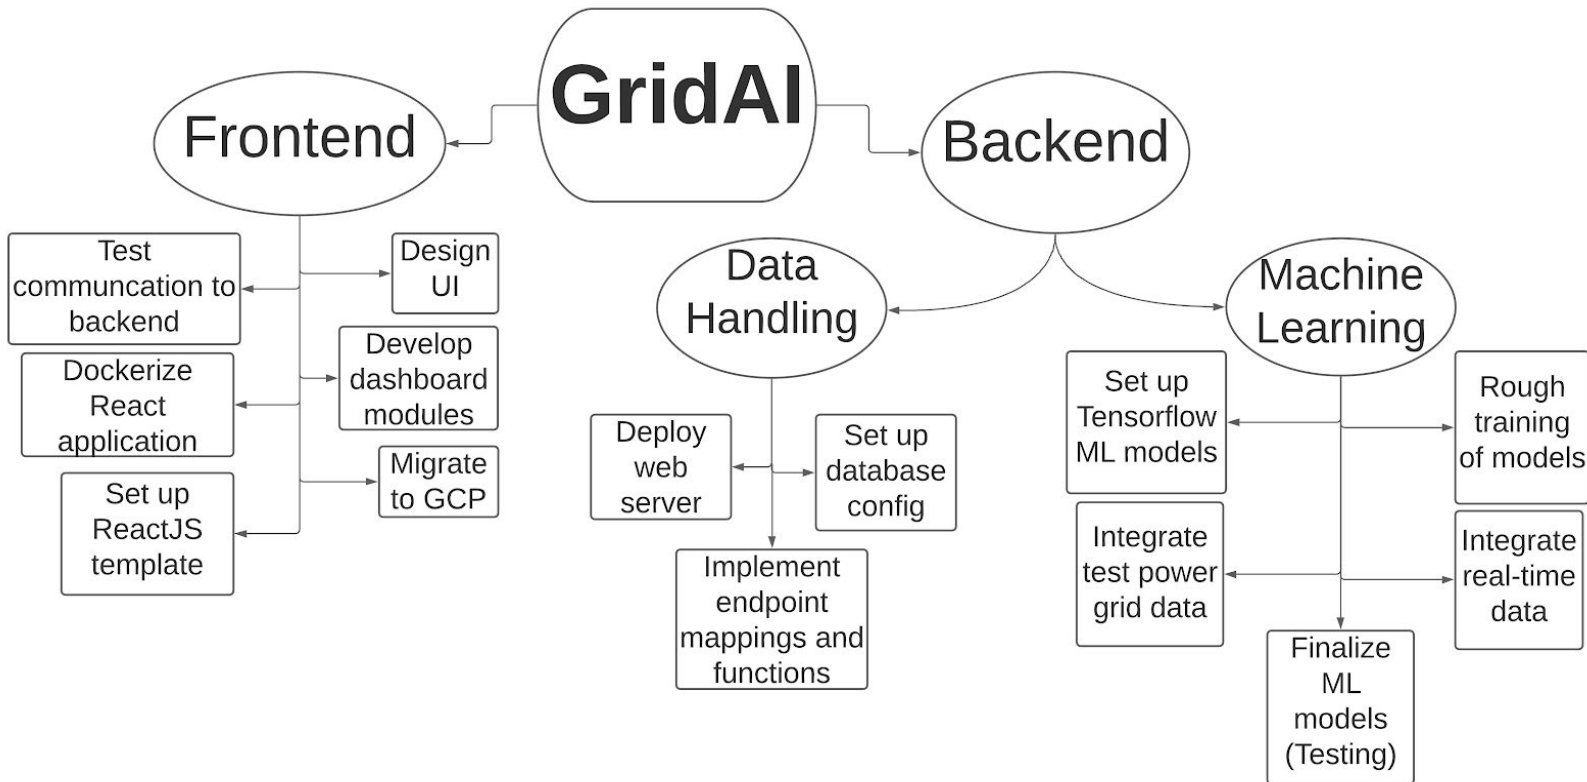 GridAI
Frontend
Backend
Test
communcation to
backend
Design
UI
Dockerize
React
application
Develop
dashboard
modules
Set up
ReactJS
template
Migrate
to GCP
Data
Handling
Deploy
web
server
Set up
database
config
Implement
endpoint
mappings and
functions
Machine
Learning
Set up
Tensorflow
ML models
Rough
training
of models
Integrate
test power
grid data
Integrate
real-time
data
Finalize
ML
models
(Testing)